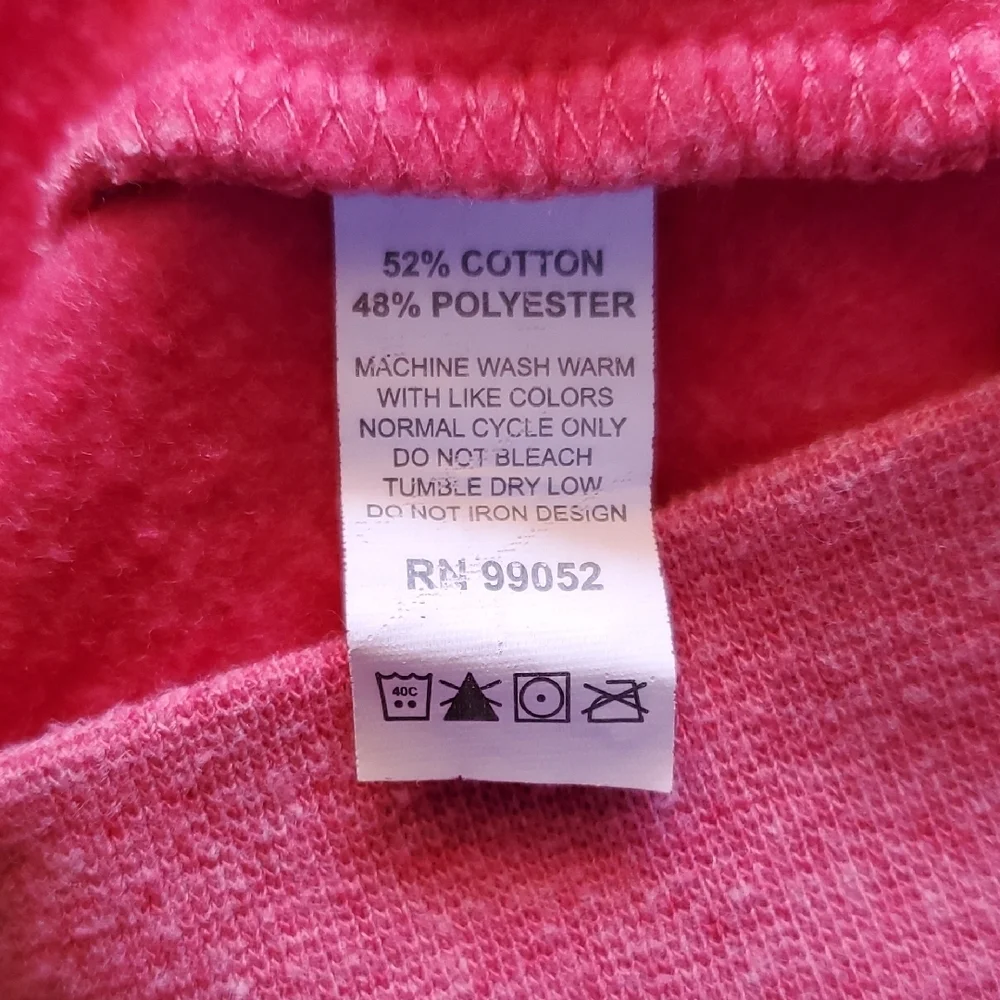 52% COTTON
48% POLYESTER
MACHINE WASH WARM
WITH LIKE COLORS
NORMAL CYCLE ONLY
DO NOT BLEACH
TUMBLE DRY LOW
DO NOT IRON DESIGN
RN 99052
40C